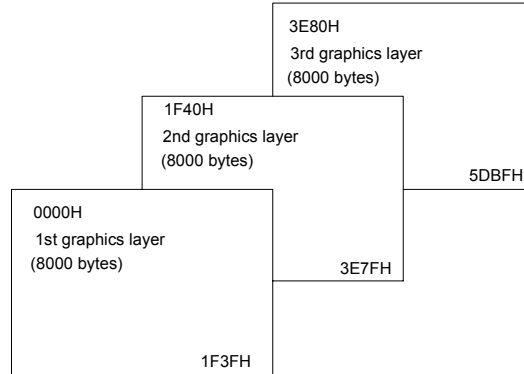 3E80H
3rd graphics layer
(8000 bytes)
5DBFH
1F40H
2nd graphics layer
(8000 bytes)
3E7FH
0000H
1st graphics layer
(8000 bytes)
1F3FH